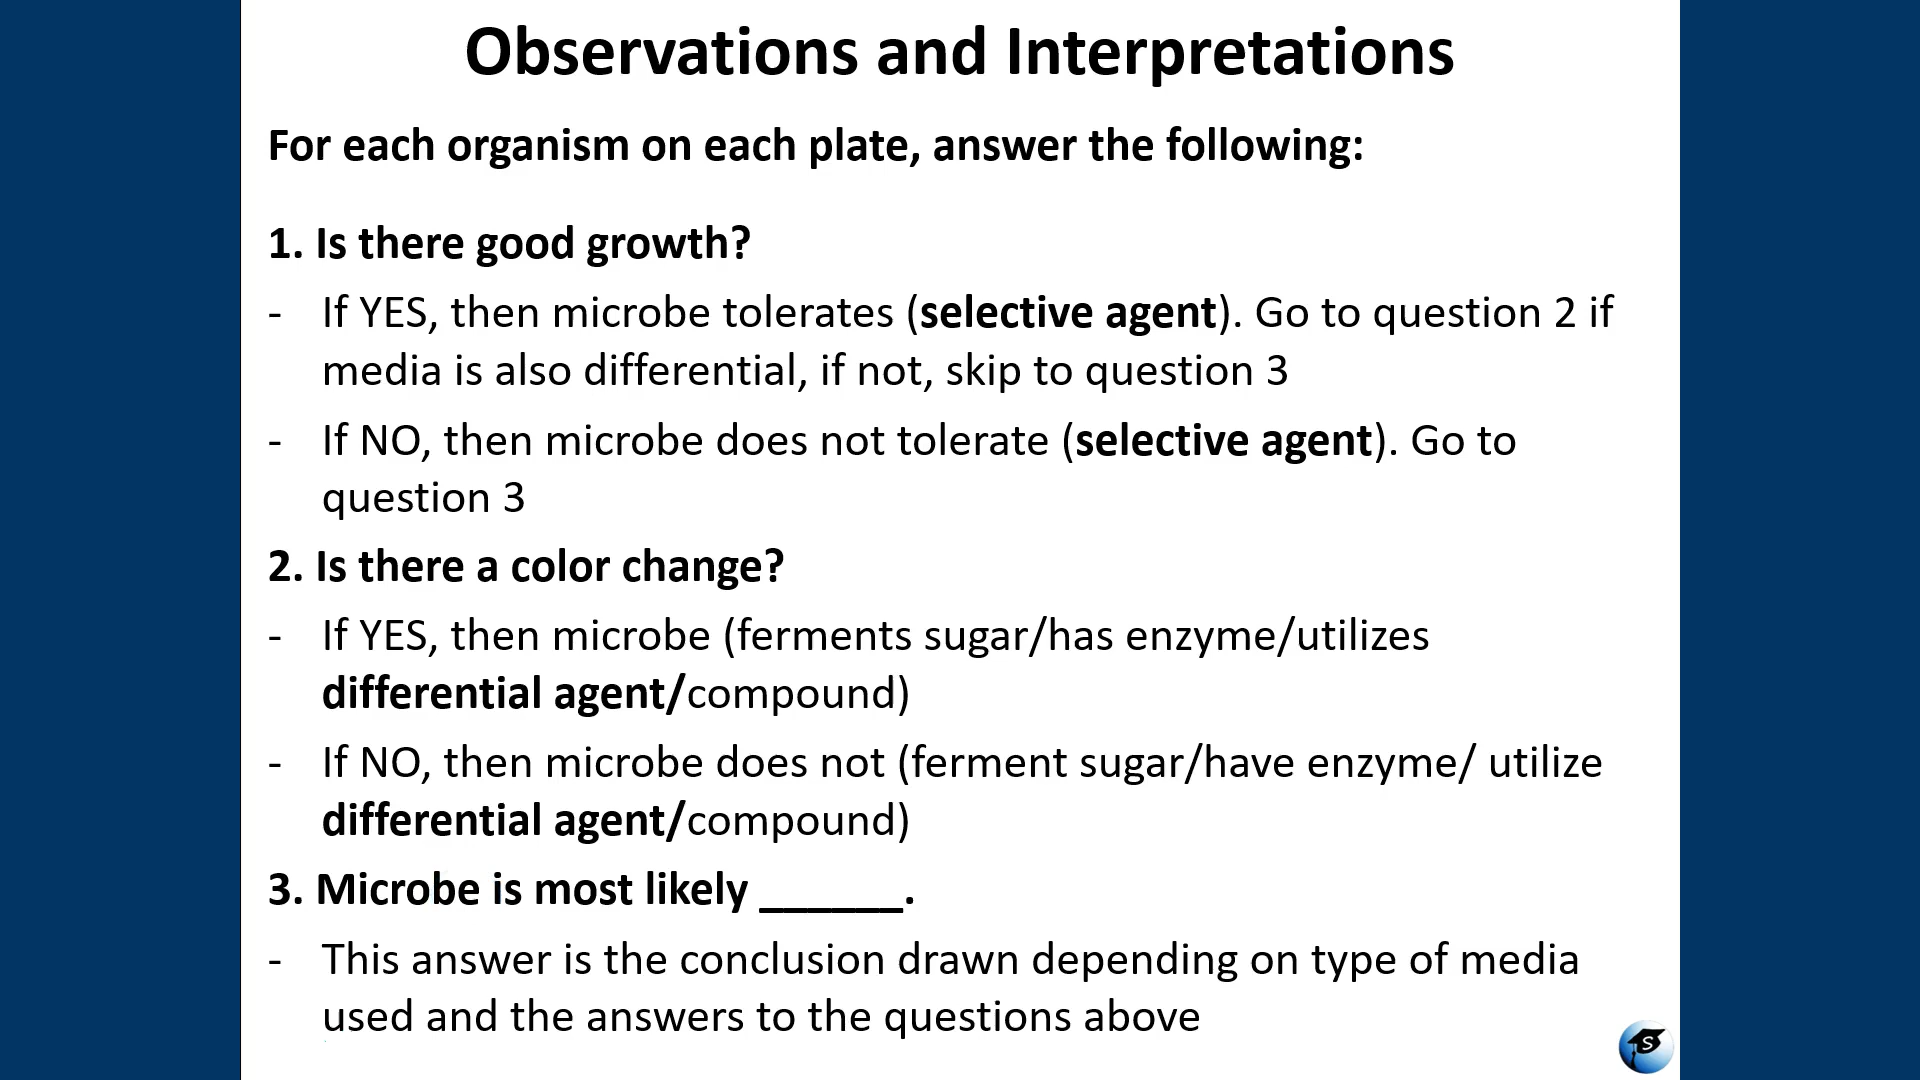 Observations and Interpretations
For each organism on each plate, answer the following:
1. Is there good growth?
- If YES, then microbe tolerates (selective agent). Go to question 2 if
media is also differential, if not, skip to question 3
- If NO, then microbe does not tolerate (selective agent). Go to
question 3
2. Is there a color change?
- If YES, then microbe (ferments sugar/has enzyme/utilizes
differential agent/compound)
- If NO, then microbe does not (ferment sugar/have enzyme/ utilize
differential agent/compound)
3. Microbe is most likely ______.
- This answer is the conclusion drawn depending on type of media
used and the answers to the questions above
S